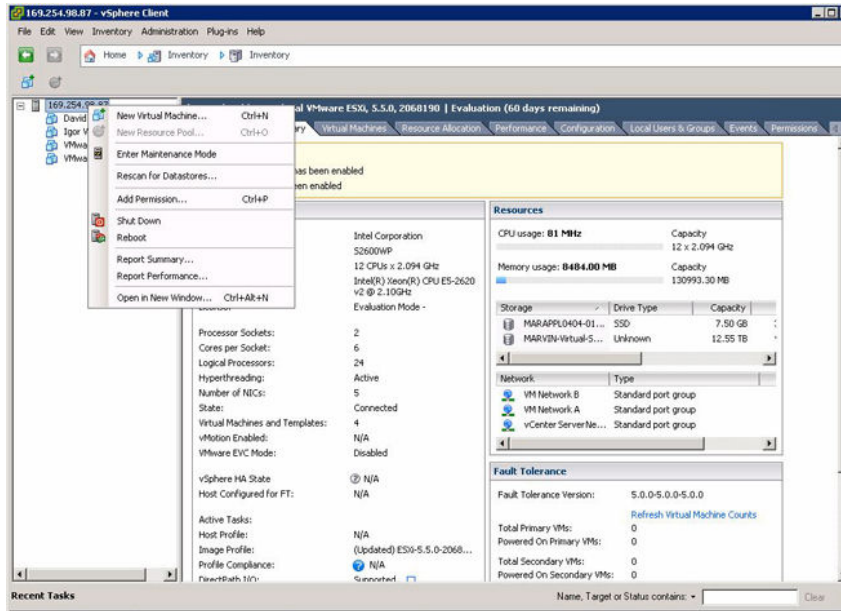 169.254.98.87 - vSphere Client
File Edit View Inventory Administration Plug-ins Help
Home Inventory Inventory
169.254.98.87
David
Igor V
VMwa
VMwa
New Virtual Machine... Ctrl+N
New Resource Pool... Ctrl+O
Enter Maintenance Mode
Rescan for Datastores...
Add Permission... Ctrl+P
Shut Down
Reboot
Report Summary...
Report Performance...
Open in New Window... Ctrl+Alt+N
al VMware ESXi, 5.5.0, 2068190 | Evaluation (60 days remaining)
ry Virtual Machines Resource Allocation Performance Configuration Local Users & Groups Events Permissions
has been enabled
een enabled
Intel Corporation
S2600WP
12 CPUs x 2.094 GHz
Intel(R) Xeon(R) CPU E5-2620
v2 @ 2.10GHz
Evaluation Mode -
Processor Sockets: 2
Cores per Socket: 6
Logical Processors: 24
Hyperthreading: Active
Number of NICs: 5
State: Connected
Virtual Machines and Templates: 4
vMotion Enabled: N/A
VMware EVC Mode: Disabled
vSphere HA State N/A
Host Configured for FT: N/A
Active Tasks:
Host Profile: N/A
Image Profile: (Updated) ESXi-5.5.0-2068...
Profile Compliance: N/A
DirectPath I/O: Supported
Resources
CPU usage: 81 MHz Capacity
12 x 2.094 GHz
Memory usage: 8484.00 MB Capacity
130993.30 MB
Storage Drive Type Capacity
MARAPPL0404-01... SSD 7.50 GB
MARVIN-Virtual-S... Unknown 12.55 TB
Network Type
VM Network B Standard port group
VM Network A Standard port group
vCenter Server Ne... Standard port group
Fault Tolerance
Fault Tolerance Version: 5.0.0-5.0.0-5.0.0
Refresh Virtual Machine Counts
Total Primary VMs: 0
Powered On Primary VMs: 0
Total Secondary VMs: 0
Powered On Secondary VMs: 0
Recent Tasks
Name, Target or Status contains: Clear